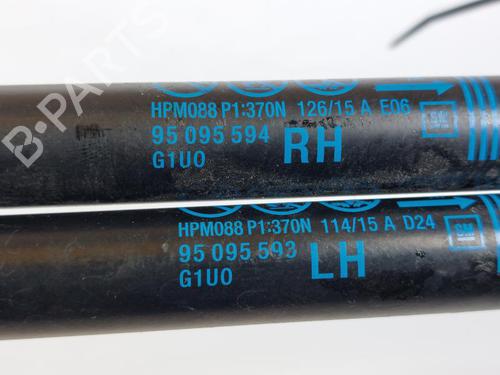 HPM088 P1:370N 126/15 A E06
95 095 594 RH
G1U0
GM
HPM088 P1:370N 114/15 A D24
95 095 593 LH
G1U0
GM
B-Parts